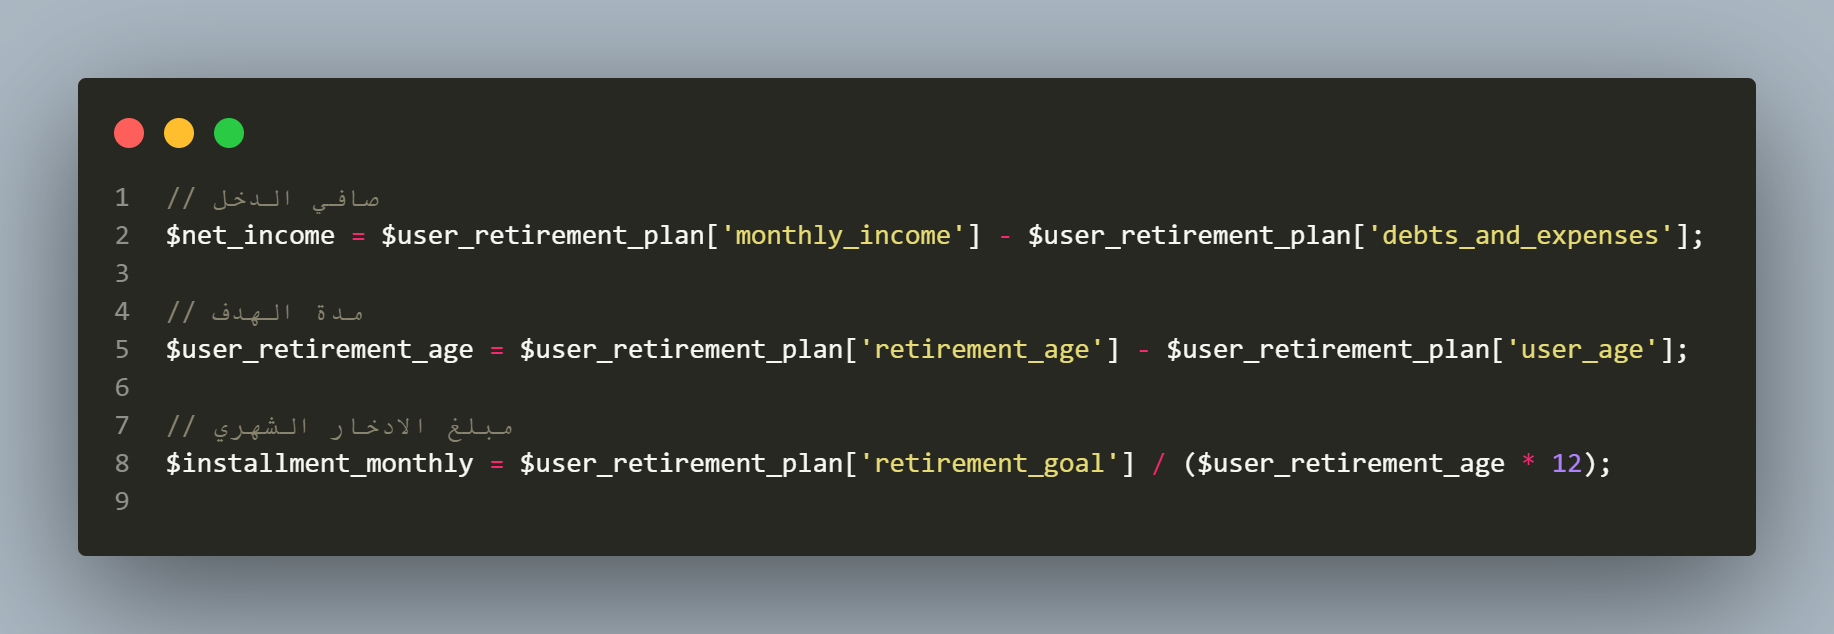 1 // صافي الدخل
2 $net_income = $user_retirement_plan['monthly_income'] - $user_retirement_plan['debts_and_expenses'];
3
4 // مدة الهدف
5 $user_retirement_age = $user_retirement_plan['retirement_age'] - $user_retirement_plan['user_age'];
6
7 // مبلغ الادخار الشهري
8 $installment_monthly = $user_retirement_plan['retirement_goal'] / ($user_retirement_age * 12);
9